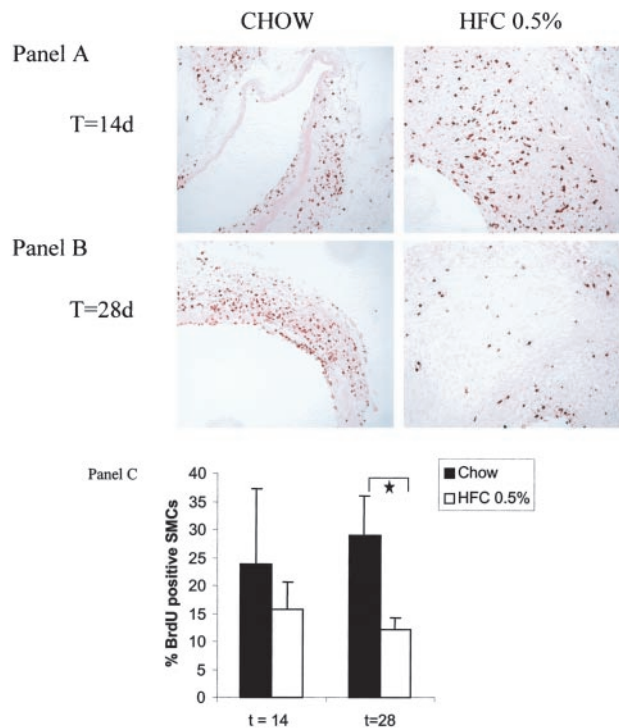 CHOW HFC 0.5%
Panel A
T=14d
Panel B
T=28d
Panel C
% BrdU positive SMCs
40
35
30
25
20
15
10
5
0
★
Chow
HFC 0.5%
t = 14 t=28